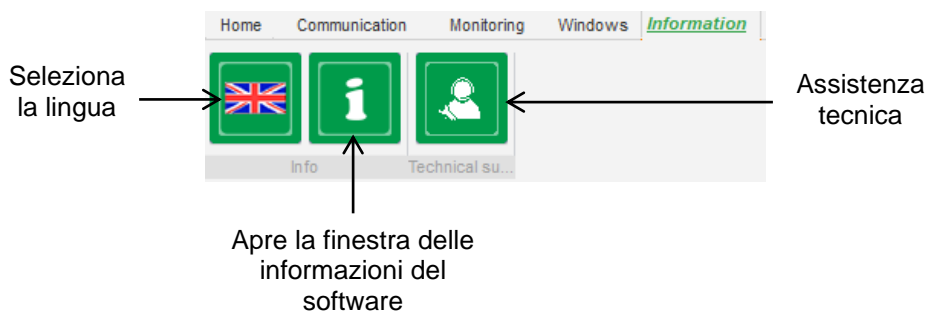 Home Communication Monitoring Windows Information
Seleziona
la lingua
Assistenza
tecnica
Info Technical su...
Apre la finestra delle
informazioni del
software